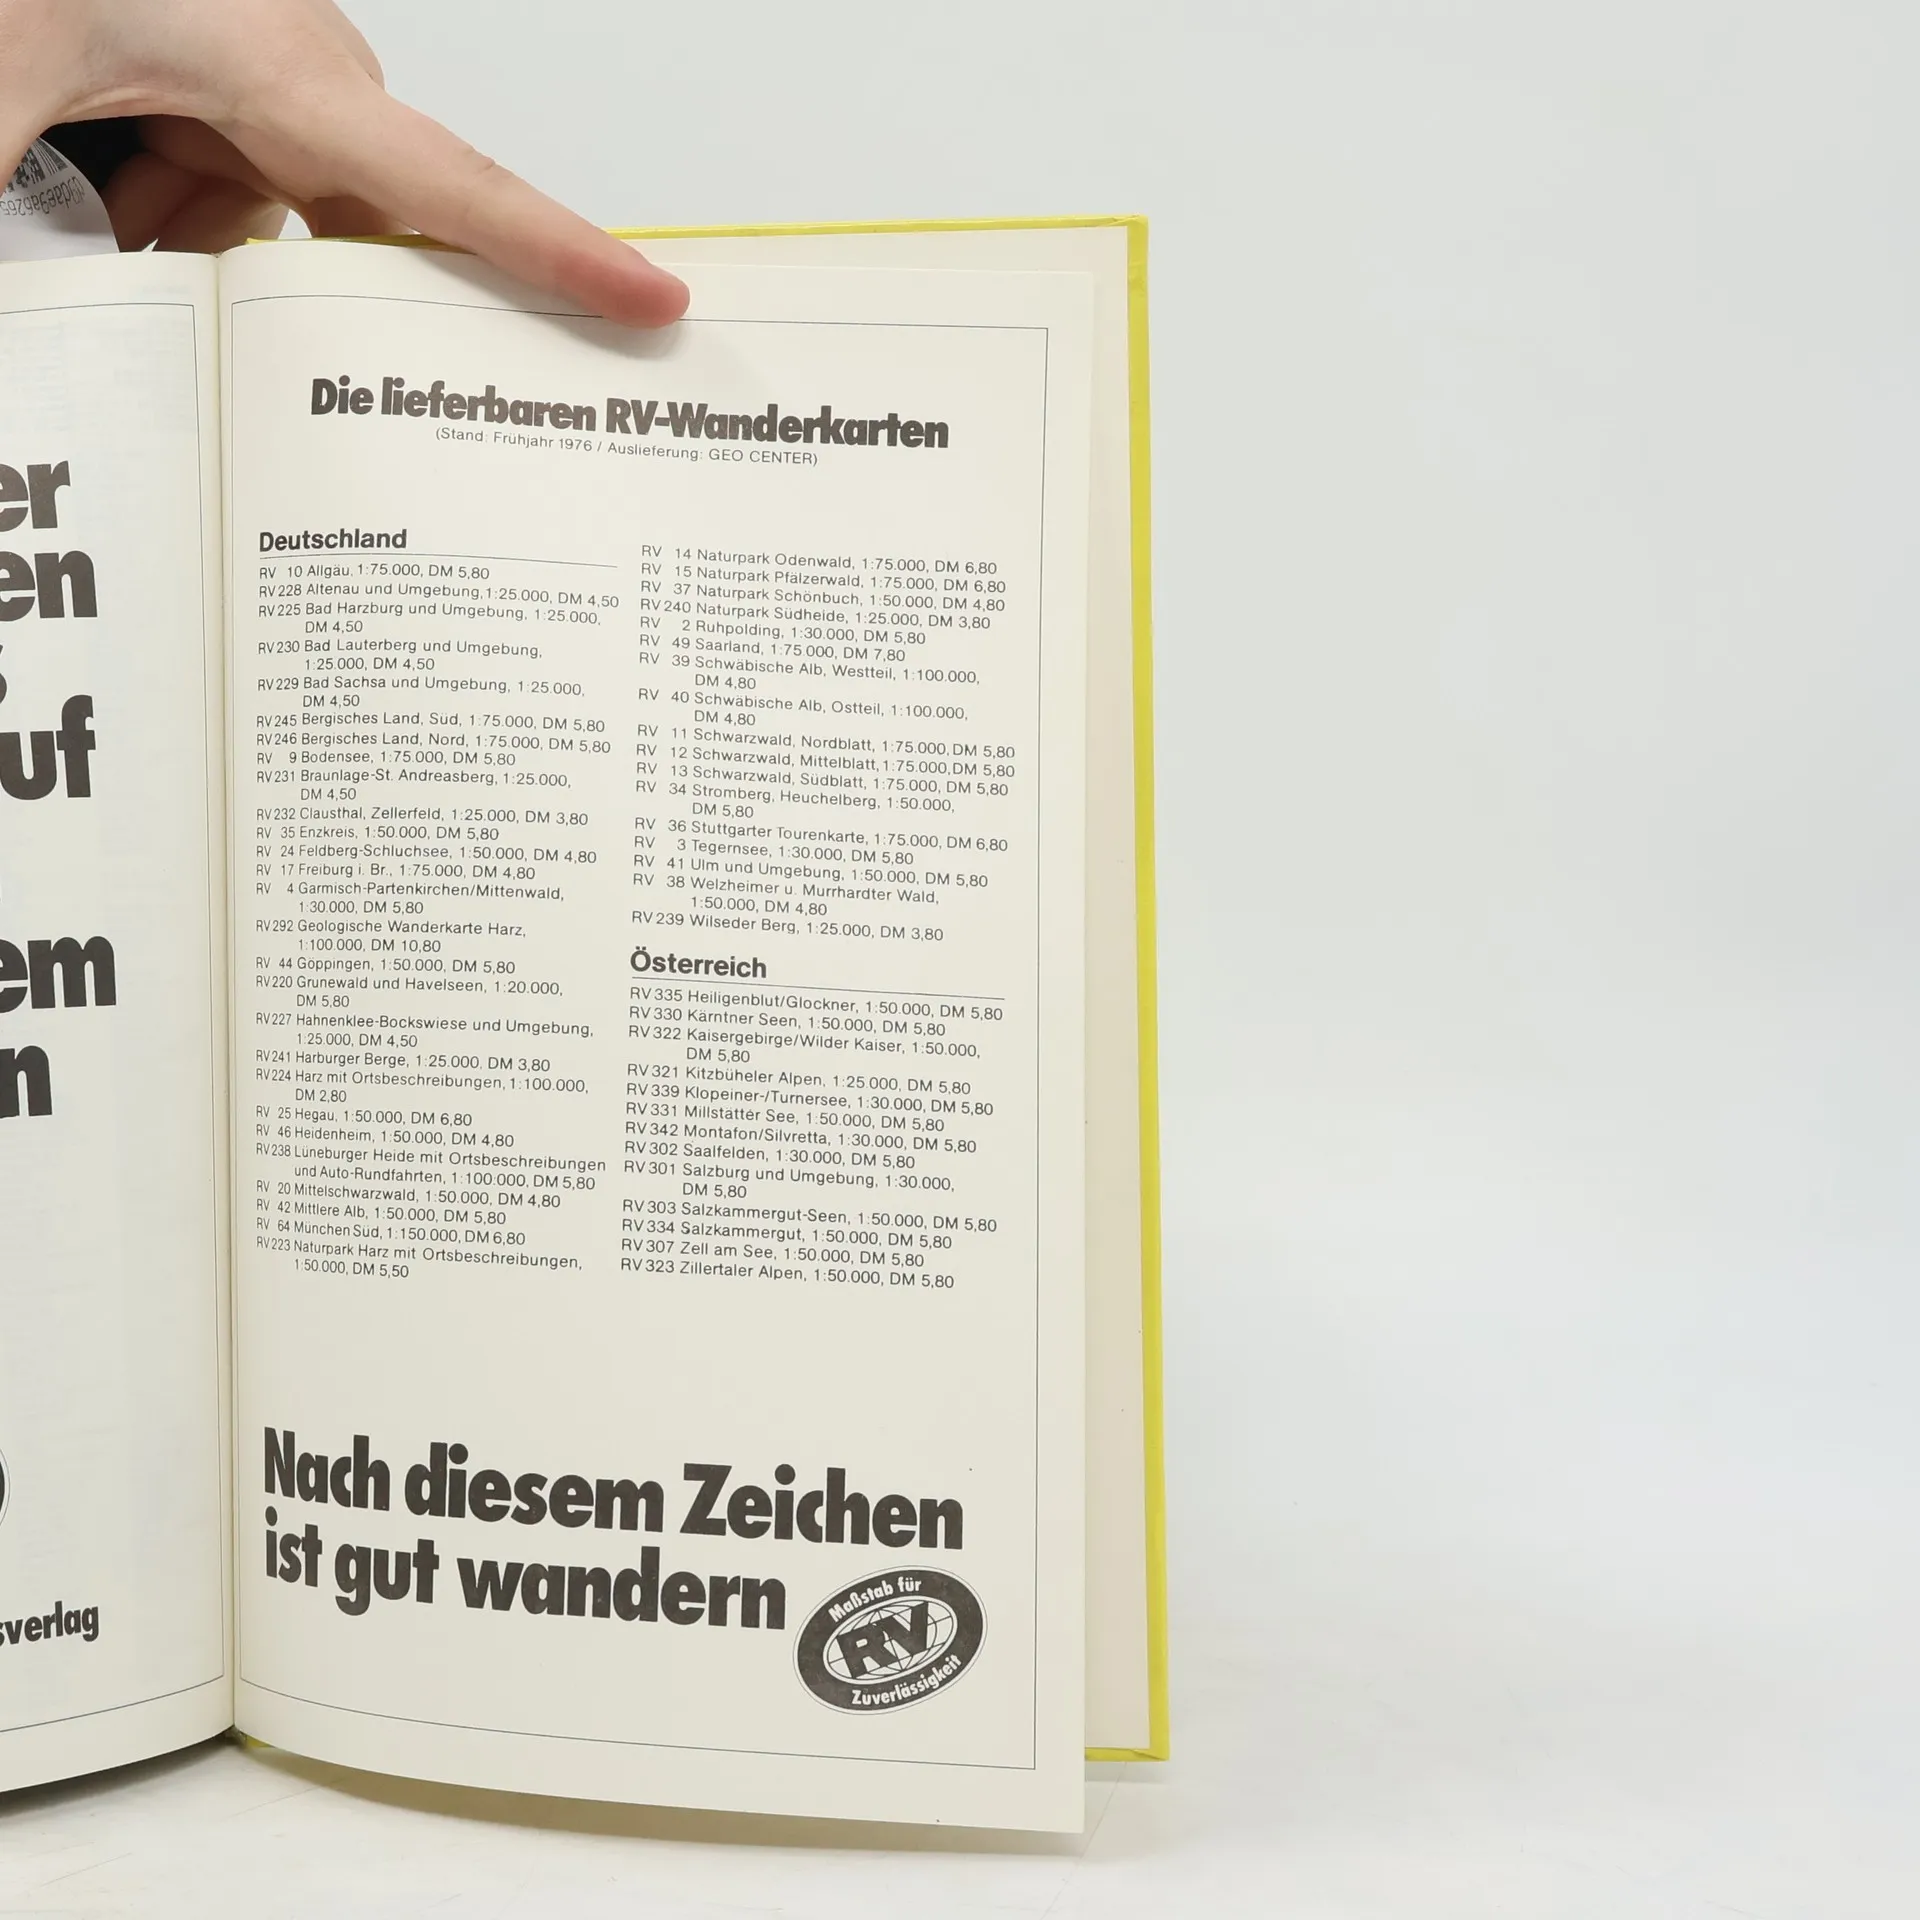 er
en
uf
em
n
sverlag
Die lieferbaren RV-Wanderkarten
(Stand: Frühjahr 1976 / Auslieferung: GEO CENTER)
Deutschland
RV 10 Allgäu, 1:75.000, DM 5,80
RV 228 Altenau und Umgebung, 1:25.000, DM 4,50
RV 225 Bad Harzburg und Umgebung, 1:25.000,
DM 4,50
RV 230 Bad Lauterberg und Umgebung,
1:25.000, DM 4,50
RV 229 Bad Sachsa und Umgebung, 1:25.000,
DM 4,50
RV 245 Bergisches Land, Süd, 1:75.000, DM 5,80
RV 246 Bergisches Land, Nord, 1:75.000, DM 5,80
RV 9 Bodensee, 1:75.000, DM 5,80
RV 231 Braunlage-St. Andreasberg, 1:25.000,
DM 4,50
RV 232 Clausthal, Zellerfeld, 1:25.000, DM 3,80
RV 35 Enzkreis, 1:50.000, DM 5,80
RV 24 Feldberg-Schluchsee, 1:50.000, DM 4,80
RV 17 Freiburg i. Br., 1:75.000, DM 4,80
RV 4 Garmisch-Partenkirchen/Mittenwald,
1:30.000, DM 5,80
RV 292 Geologische Wanderkarte Harz,
1:100.000, DM 10,80
RV 44 Göppingen, 1:50.000, DM 5,80
RV 220 Grunewald und Havelseen, 1:20.000,
DM 5,80
RV 227 Hahnenklee-Bockswiese und Umgebung,
1:25.000, DM 4,50
RV 241 Harburger Berge, 1:25.000, DM 3,80
RV 224 Harz mit Ortsbeschreibungen, 1:100.000,
DM 2,80
RV 25 Hegau, 1:50.000, DM 6,80
RV 46 Heidenheim, 1:50.000, DM 4,80
RV 238 Lüneburger Heide mit Ortsbeschreibungen
und Auto-Rundfahrten, 1:100.000, DM 5,80
RV 20 Mittelschwarzwald, 1:50.000, DM 4,80
RV 42 Mittlere Alb, 1:50.000, DM 5,80
RV 64 München Süd, 1:150.000, DM 6,80
RV 223 Naturpark Harz mit Ortsbeschreibungen,
1:50.000, DM 5,50
RV 14 Naturpark Odenwald, 1:75.000, DM 6,80
RV 15 Naturpark Pfälzerwald, 1:75.000, DM 6,80
RV 37 Naturpark Schönbuch, 1:50.000, DM 4,80
RV 240 Naturpark Südheide, 1:25.000, DM 3,80
RV 2 Ruhpolding, 1:30.000, DM 5,80
RV 49 Saarland, 1:75.000, DM 7,80
RV 39 Schwäbische Alb, Westteil, 1:100.000,
DM 4,80
RV 40 Schwäbische Alb, Ostteil, 1:100.000,
DM 4,80
RV 11 Schwarzwald, Nordblatt, 1:75.000, DM 5,80
RV 12 Schwarzwald, Mittelblatt, 1:75.000, DM 5,80
RV 13 Schwarzwald, Südblatt, 1:75.000, DM 5,80
RV 34 Stromberg, Heuchelberg, 1:50.000,
DM 5,80
RV 36 Stuttgarter Tourenkarte, 1:75.000, DM 6,80
RV 3 Tegernsee, 1:30.000, DM 5,80
RV 41 Ulm und Umgebung, 1:50.000, DM 5,80
RV 38 Welzheimer u. Murrhardter Wald,
1:50.000, DM 4,80
RV 239 Wilseder Berg, 1:25.000, DM 3,80
Österreich
RV 335 Heiligenblut/Glockner, 1:50.000, DM 5,80
RV 330 Kärntner Seen, 1:50.000, DM 5,80
RV 322 Kaisergebirge/Wilder Kaiser, 1:50.000,
DM 5,80
RV 321 Kitzbüheler Alpen, 1:25.000, DM 5,80
RV 339 Klopeiner-/Turnersee, 1:30.000, DM 5,80
RV 331 Millstätter See, 1:50.000, DM 5,80
RV 342 Montafon/Silvretta, 1:30.000, DM 5,80
RV 302 Saalfelden, 1:30.000, DM 5,80
RV 301 Salzburg und Umgebung, 1:30.000,
DM 5,80
RV 303 Salzkammergut-Seen, 1:50.000, DM 5,80
RV 334 Salzkammergut, 1:50.000, DM 5,80
RV 307 Zell am See, 1:50.000, DM 5,80
RV 323 Zillertaler Alpen, 1:50.000, DM 5,80
Nach diesem Zeichen
ist gut wandern
Maßstab für
RV
Zuverlässigkeit